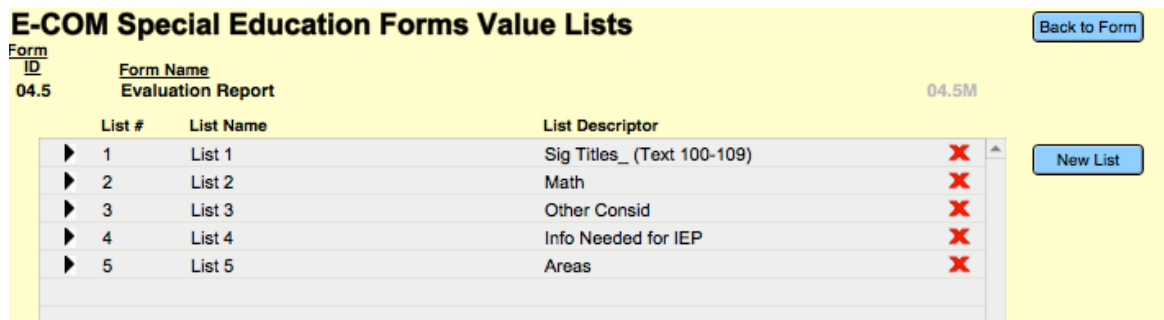 E-COM Special Education Forms Value Lists
Back to Form
Form
ID
Form Name
04.5 Evaluation Report 04.5M
List # List Name List Descriptor
1 List 1 Sig Titles_ (Text 100-109)
New List
2 List 2 Math
3 List 3 Other Consid
4 List 4 Info Needed for IEP
5 List 5 Areas